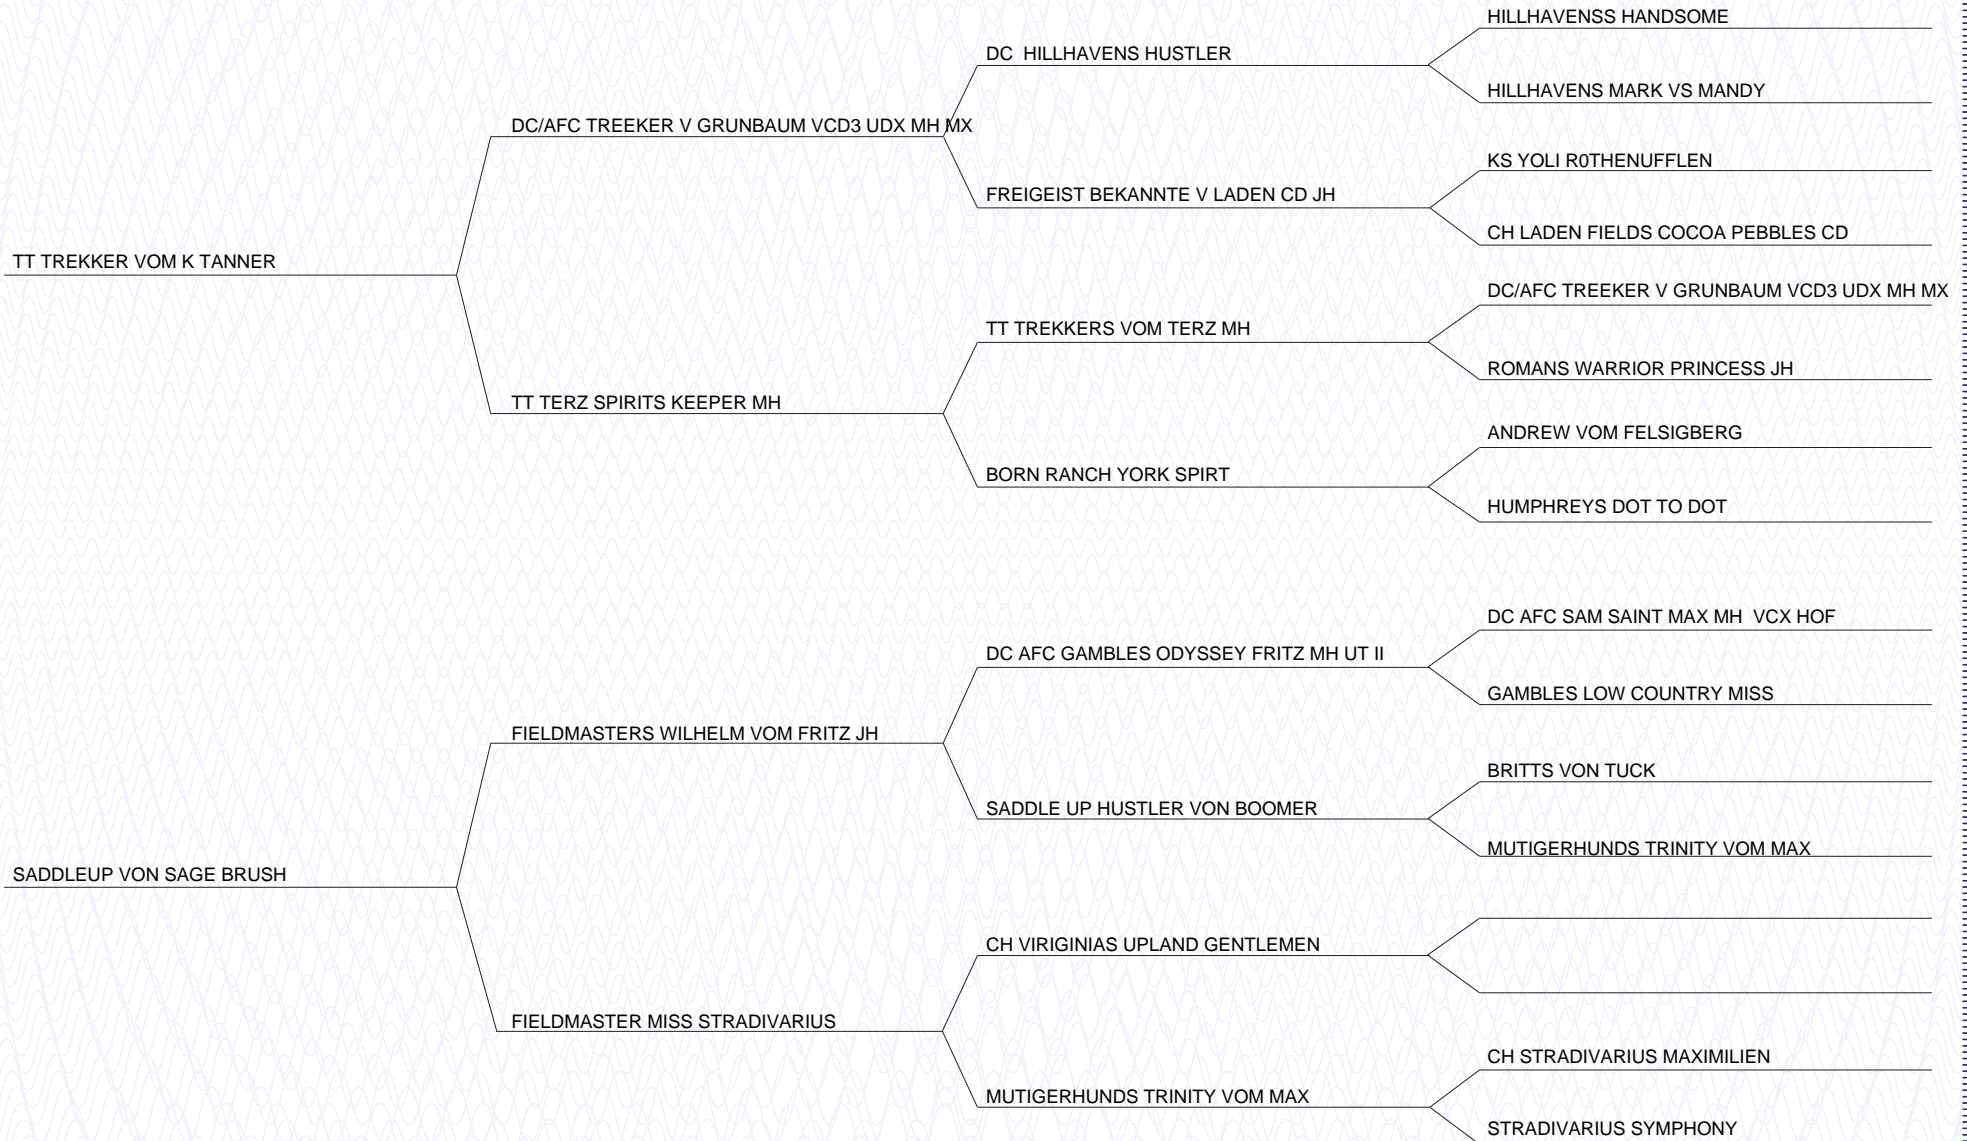 HILLHAVENSS HANDSOME
DC  HILLHAVENS HUSTLER
HILLHAVENS MARK VS MANDY
DC/AFC TREEKER V GRUNBAUM VCD3 UDX MH MX
KS YOLI R0THENUFFLEN
FREIGEIST BEKANNTE V LADEN CD JH
CH LADEN FIELDS COCOA PEBBLES CD
TT TREKKER VOM K TANNER
DC/AFC TREEKER V GRUNBAUM VCD3 UDX MH MX
TT TREKKERS VOM TERZ MH
ROMANS WARRIOR PRINCESS JH
TT TERZ SPIRITS KEEPER MH
ANDREW VOM FELSIGBERG
BORN RANCH YORK SPIRT
HUMPHREYS DOT TO DOT
DC AFC SAM SAINT MAX MH  VCX HOF
DC AFC GAMBLES ODYSSEY FRITZ MH UT II
GAMBLES LOW COUNTRY MISS
FIELDMASTERS WILHELM VOM FRITZ JH
BRITTS VON TUCK
SADDLE UP HUSTLER VON BOOMER
MUTIGERHUNDS TRINITY VOM MAX
SADDLEUP VON SAGE BRUSH
CH VIRIGINIAS UPLAND GENTLEMEN
FIELDMASTER MISS STRADIVARIUS
CH STRADIVARIUS MAXIMILIEN
MUTIGERHUNDS TRINITY VOM MAX
STRADIVARIUS SYMPHONY